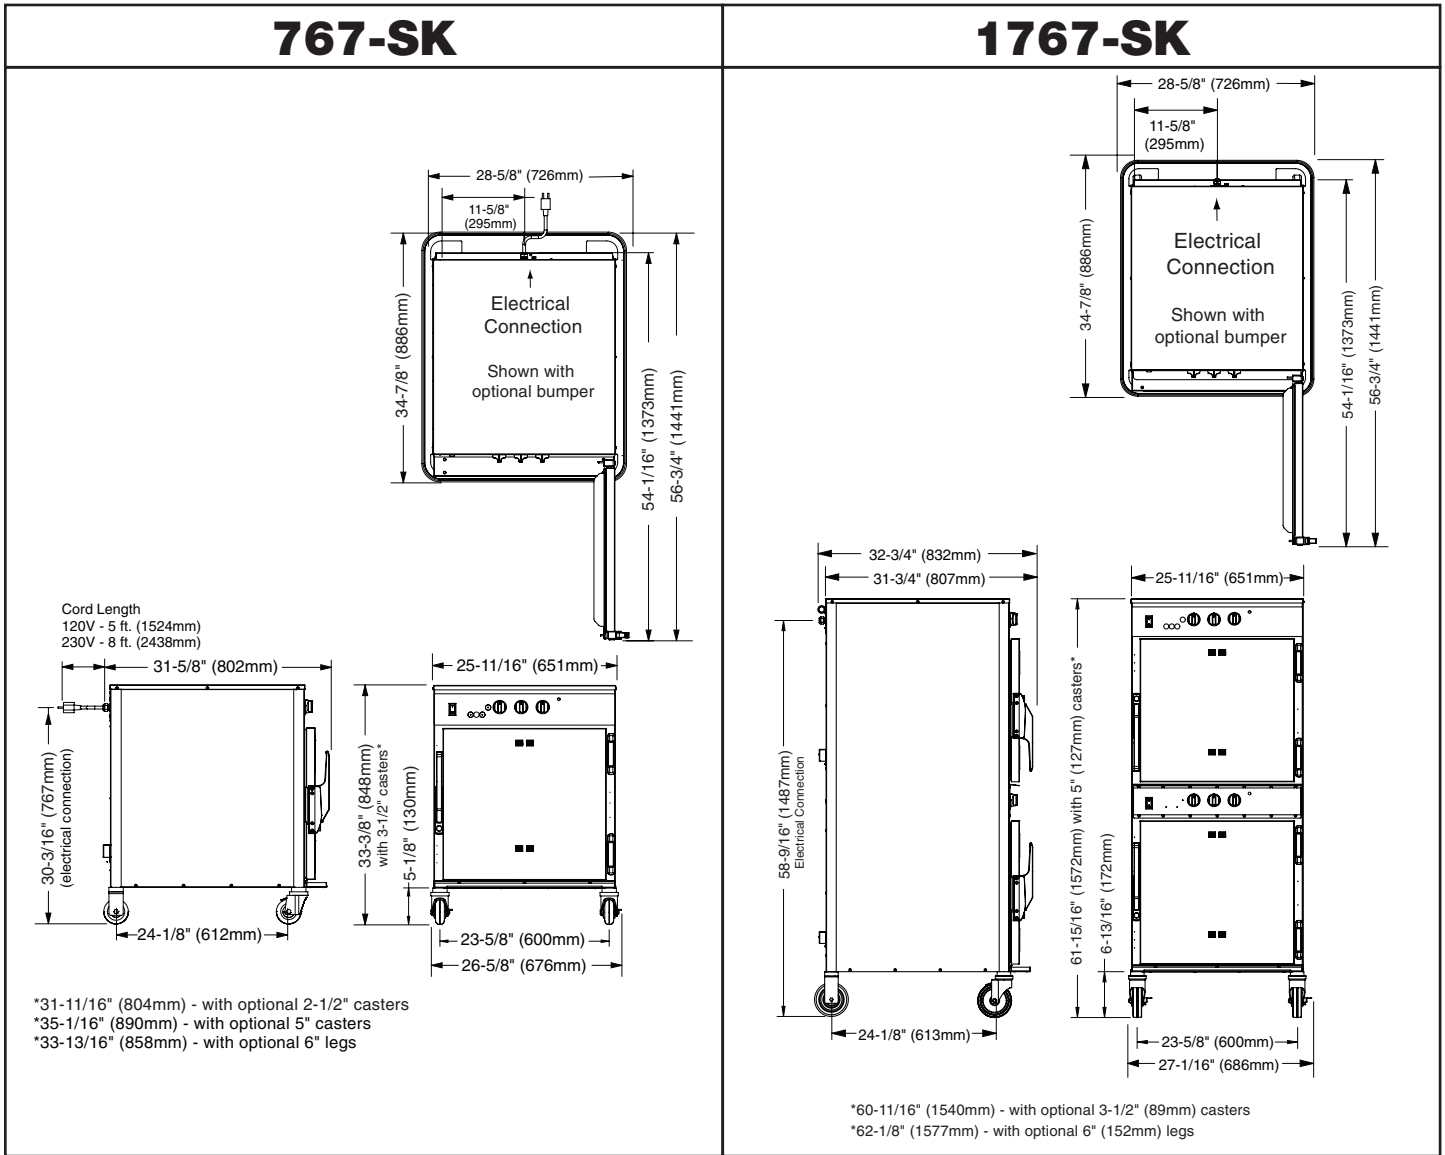 767-SK
28-5/8" (726mm)
11-5/8"
(295mm)
34-7/8" (886mm)
Electrical
Connection
Shown with
optional bumper
54-1/16" (1373mm)
56-3/4" (1441mm)
Cord Length
120V - 5 ft. (1524mm)
230V - 8 ft. (2438mm)
31-5/8" (802mm)
30-3/16" (767mm)
(electrical connection)
24-1/8" (612mm)
25-11/16" (651mm)
33-3/8" (848mm)
with 3-1/2" casters*
5-1/8" (130mm)
23-5/8" (600mm)
26-5/8" (676mm)
*31-11/16" (804mm) - with optional 2-1/2" casters
*35-1/16" (890mm) - with optional 5" casters
*33-13/16" (858mm) - with optional 6" legs
1767-SK
28-5/8" (726mm)
11-5/8"
(295mm)
34-7/8" (886mm)
Electrical
Connection
Shown with
optional bumper
54-1/16" (1373mm)
56-3/4" (1441mm)
32-3/4" (832mm)
31-3/4" (807mm)
58-9/16" (1487mm)
Electrical Connection
24-1/8" (613mm)
25-11/16" (651mm)
61-15/16" (1572mm) with 5" (127mm) casters*
6-13/16" (172mm)
23-5/8" (600mm)
27-1/16" (686mm)
*60-11/16" (1540mm) - with optional 3-1/2" (89mm) casters
*62-1/8" (1577mm) - with optional 6" (152mm) legs